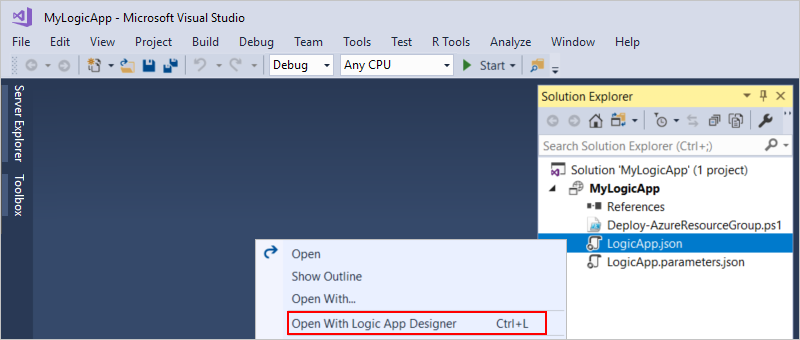 MyLogicApp - Microsoft Visual Studio
File Edit View Project Build Debug Team Tools Test R Tools Analyze Window Help
Debug Any CPU Start
Server Explorer
Toolbox
Solution Explorer
Search Solution Explorer (Ctrl+;)
Solution 'MyLogicApp' (1 project)
MyLogicApp
References
Deploy-AzureResourceGroup.ps1
LogicApp.json
LogicApp.parameters.json
Open
Show Outline
Open With...
Open With Logic App Designer Ctrl+L